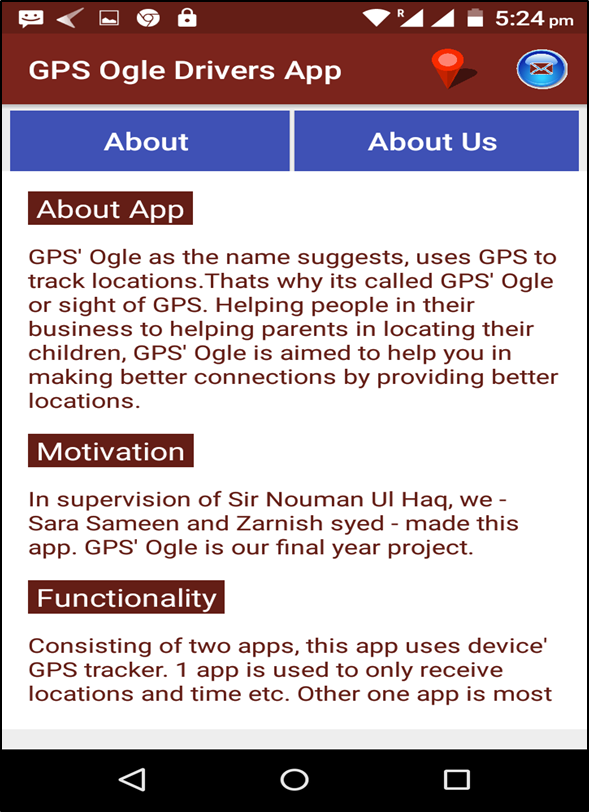 R
5:24 pm
GPS Ogle Drivers App
About
About Us
About App
GPS' Ogle as the name suggests, uses GPS to
track locations.Thats why its called GPS' Ogle
or sight of GPS. Helping people in their
business to helping parents in locating their
children, GPS' Ogle is aimed to help you in
making better connections by providing better
locations.
Motivation
In supervision of Sir Nouman Ul Haq, we -
Sara Sameen and Zarnish syed - made this
app. GPS' Ogle is our final year project.
Functionality
Consisting of two apps, this app uses device'
GPS tracker. 1 app is used to only receive
locations and time etc. Other one app is most